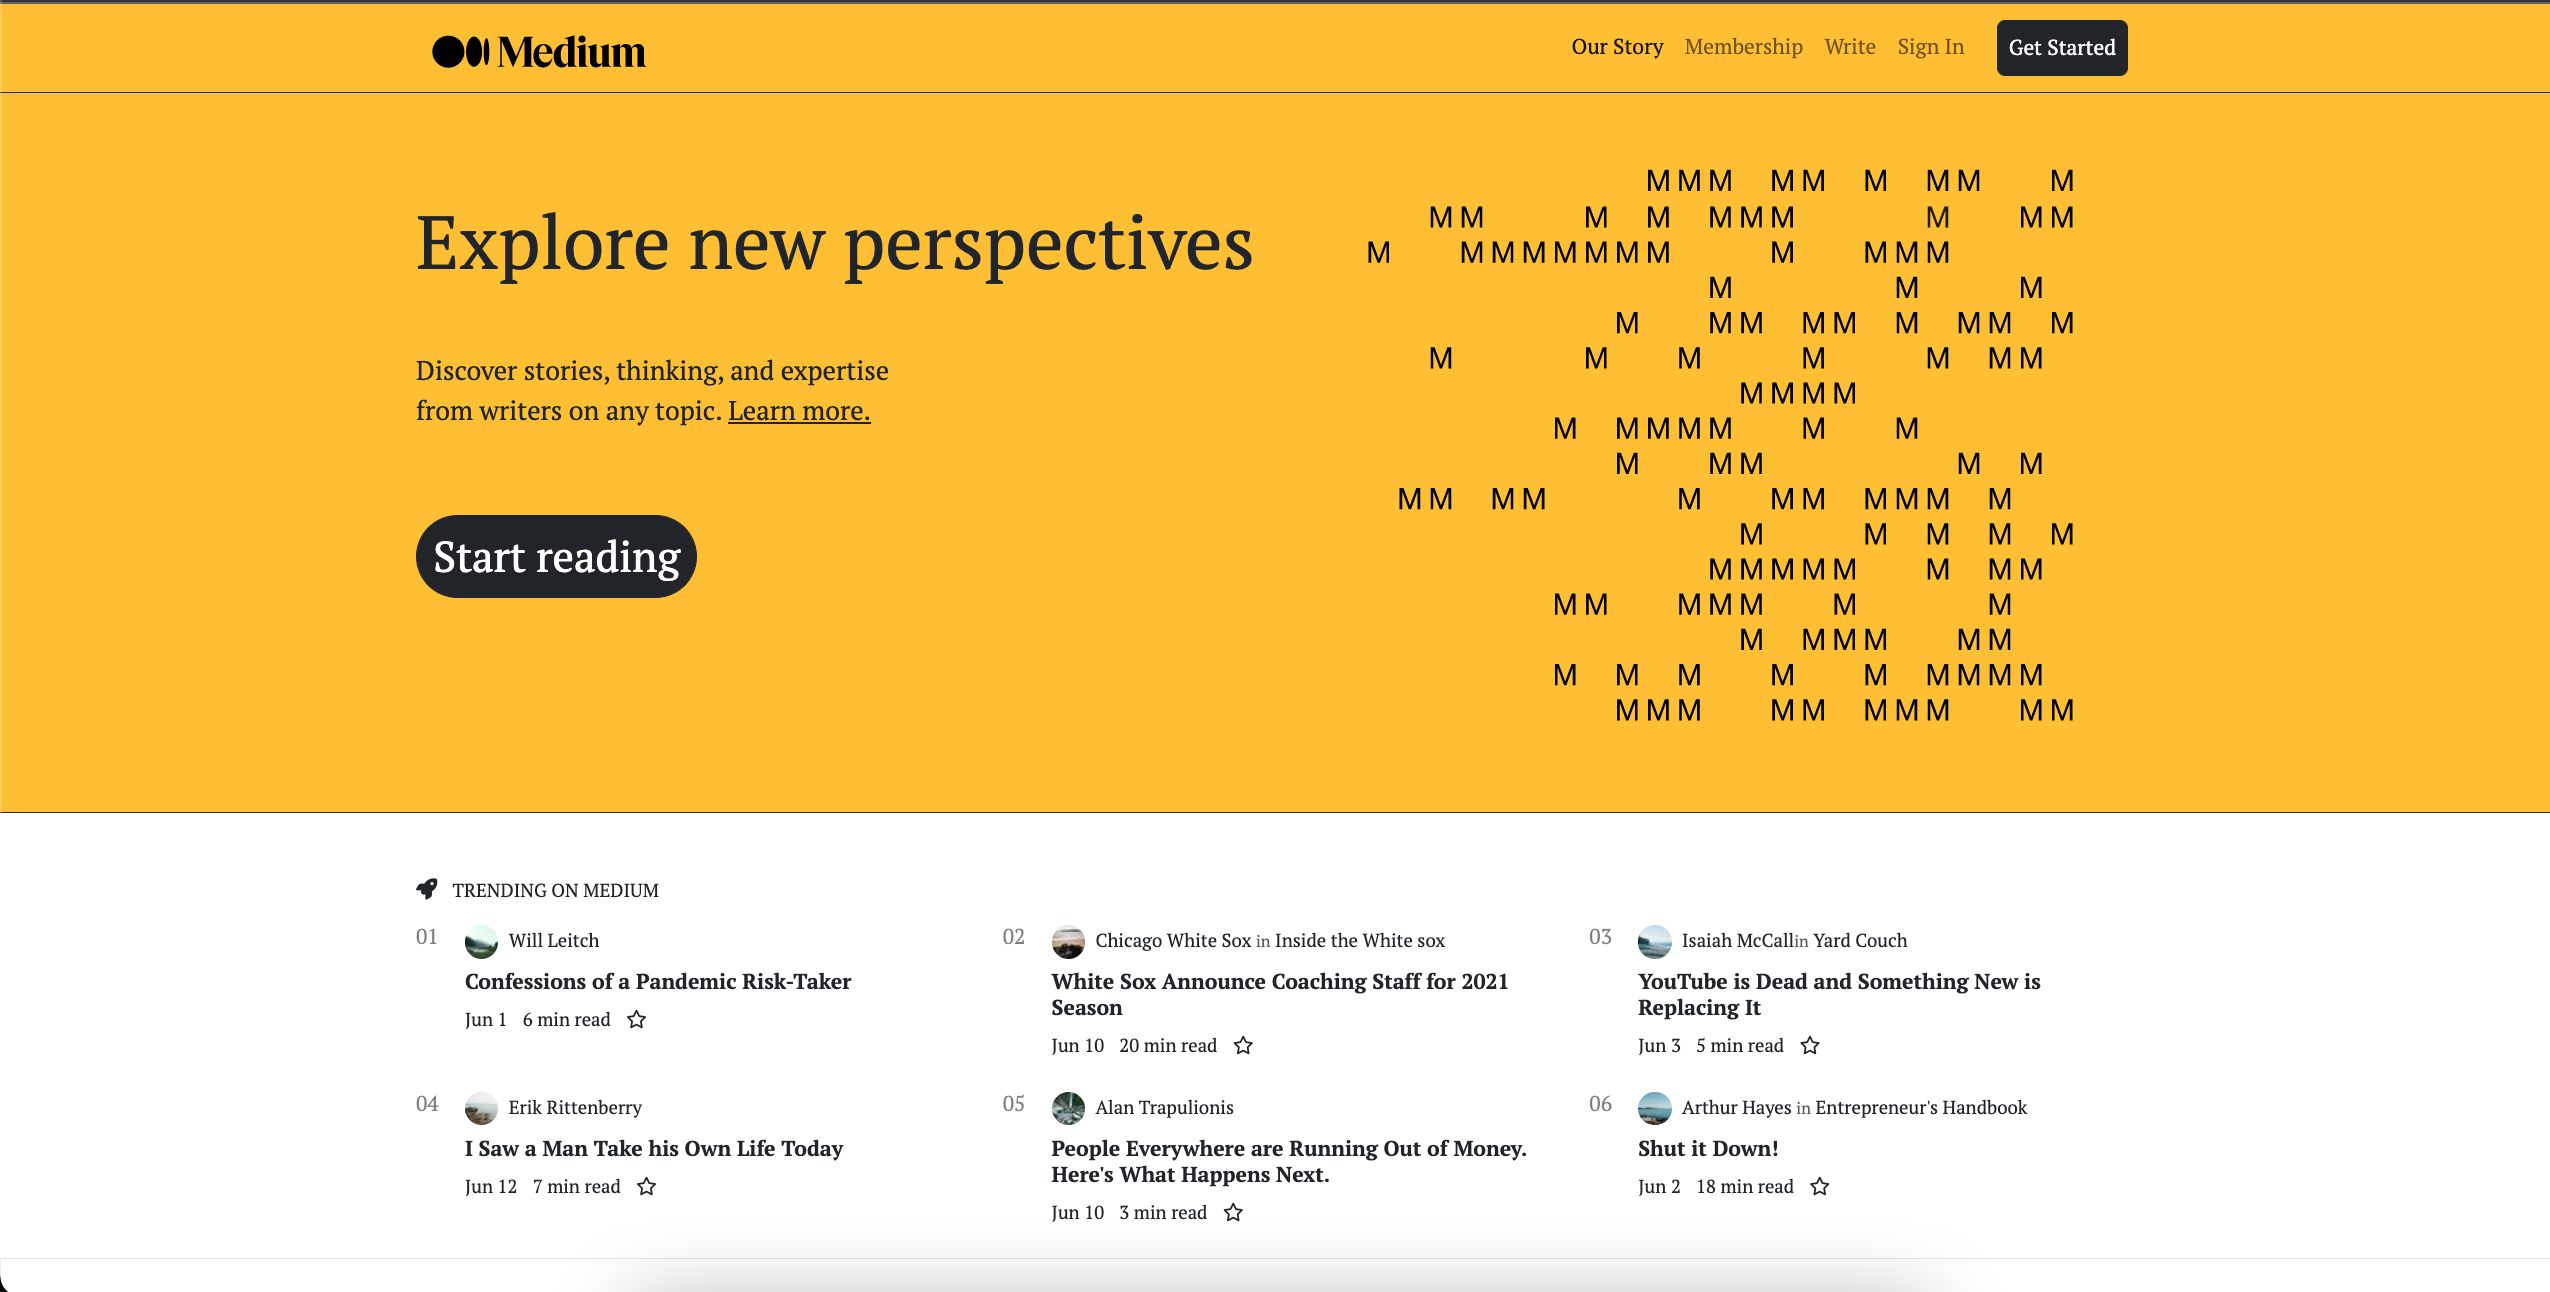 Medium
Our Story Membership Write Sign In Get Started
Explore new perspectives
Discover stories, thinking, and expertise
from writers on any topic. Learn more.
Start reading
M M M M M M M M M
M M M M M M M M M M
M M M M M M M M M M M M
M M M
M M M M M M M M M
M M M M M M M
M M M M
M M M M M M M
M M M M M
M M M M M M M M M M M
M M M M M
M M M M M M M M
M M M M M M M
M M M M M M
M M M M M M M M M
M M M M M M M M M M
TRENDING ON MEDIUM
01 Will Leitch
Confessions of a Pandemic Risk-Taker
Jun 1 6 min read
02 Chicago White Sox in Inside the White sox
White Sox Announce Coaching Staff for 2021
Season
Jun 10 20 min read
03 Isaiah McCallin Yard Couch
YouTube is Dead and Something New is
Replacing It
Jun 3 5 min read
04 Erik Rittenberry
I Saw a Man Take his Own Life Today
Jun 12 7 min read
05 Alan Trapulionis
People Everywhere are Running Out of Money.
Here's What Happens Next.
Jun 10 3 min read
06 Arthur Hayes in Entrepreneur's Handbook
Shut it Down!
Jun 2 18 min read